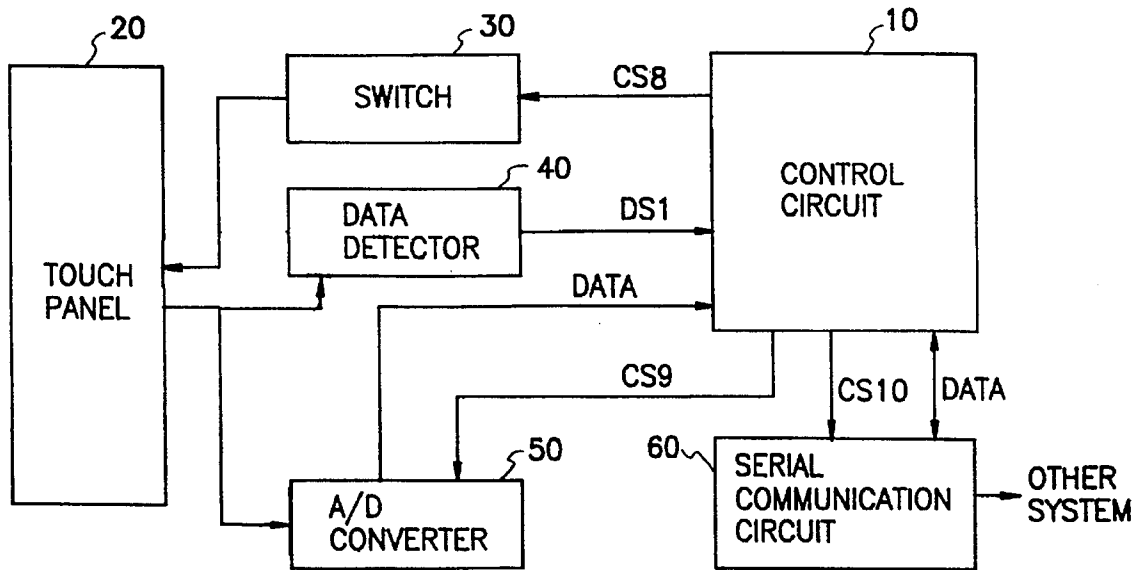 20
30
10
SWITCH
CS8
40
DATA
DETECTOR
DS1
CONTROL
CIRCUIT
TOUCH
PANEL
DATA
CS9
CS10
DATA
50
60
A/D
CONVERTER
SERIAL
COMMUNICATION
CIRCUIT
OTHER
SYSTEM